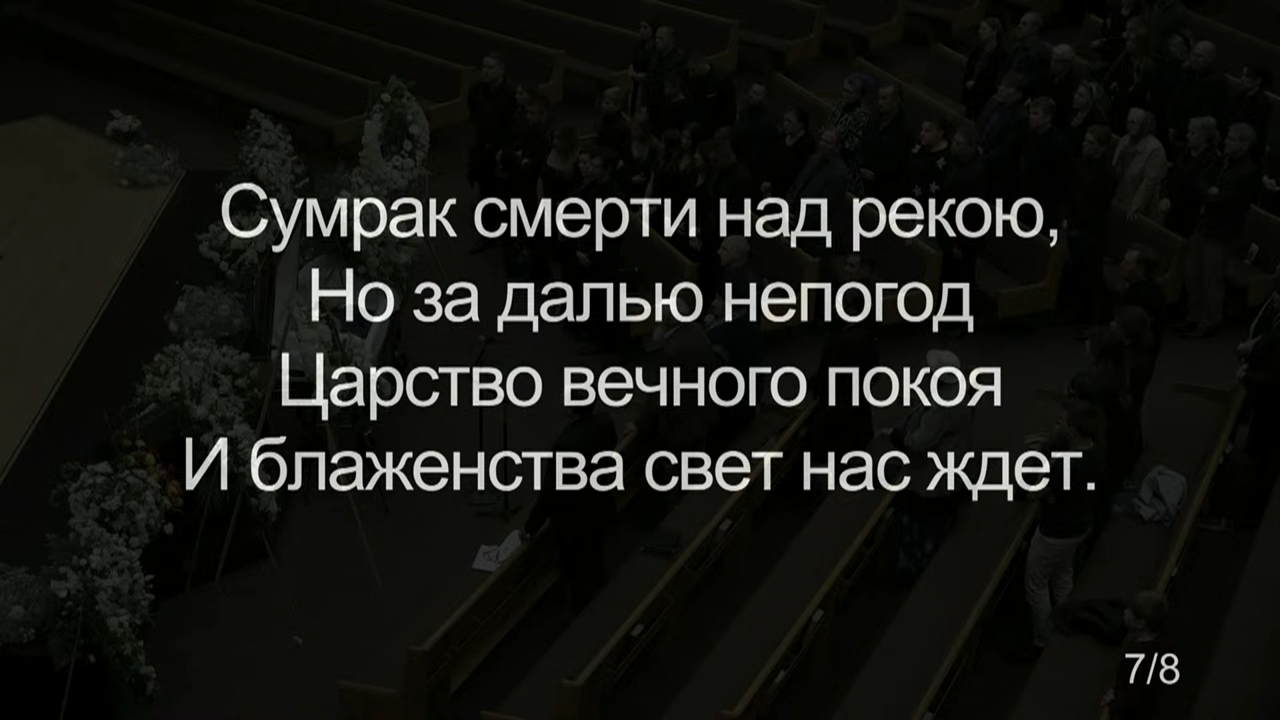 Сумрак смерти над рекою,
Но за далью непогод
Царство вечного покоя
И блаженства свет нас ждет.
7/8